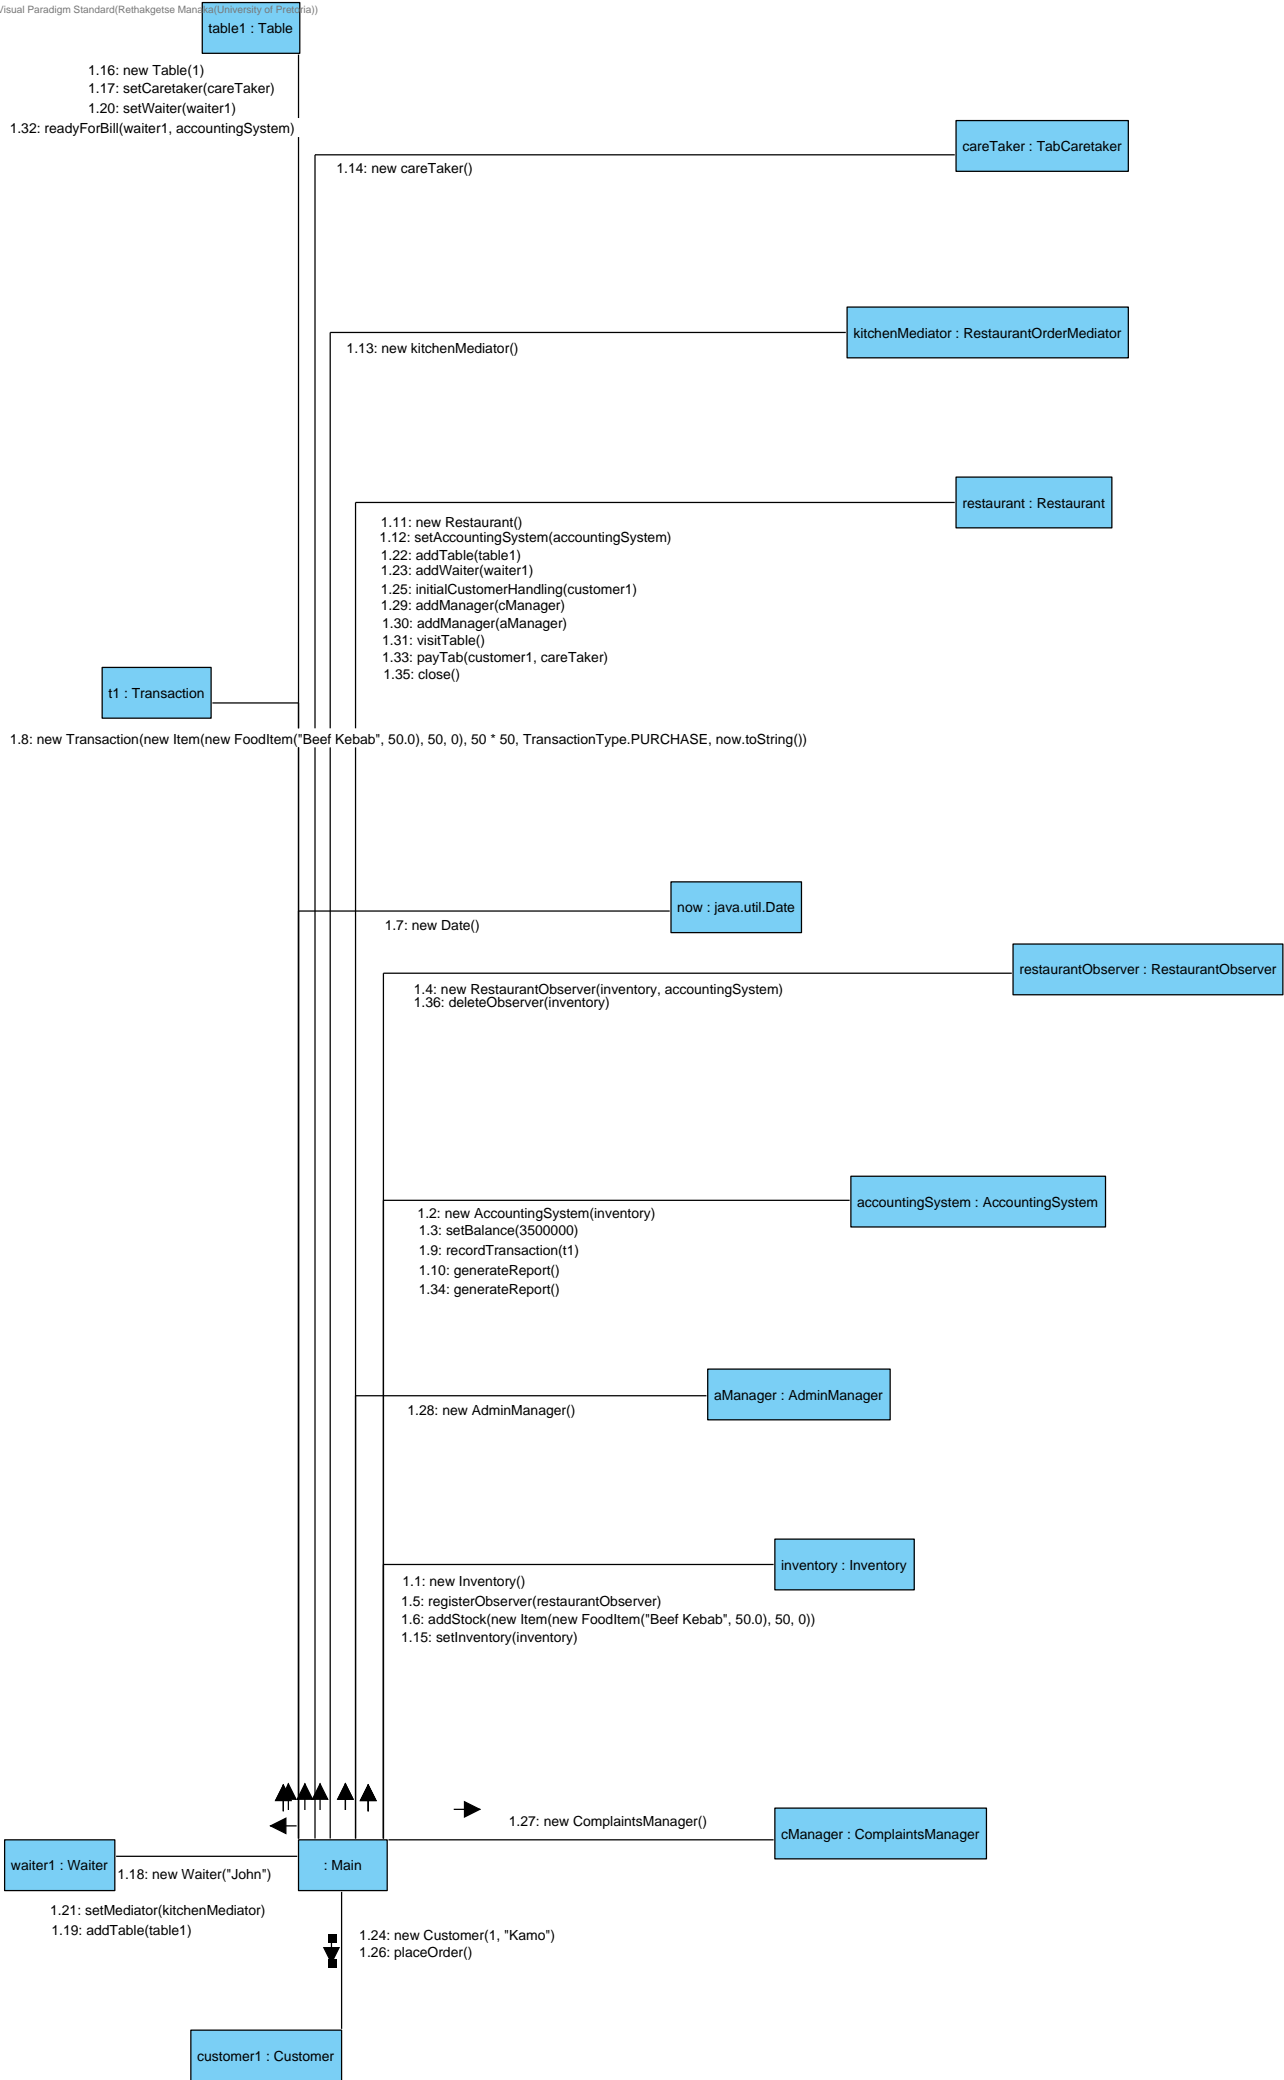 Visual Paradigm Standard(Rethakgetse Manaka(University of Pretoria))
table1 : Table
1.16: new Table(1)
1.17: setCaretaker(careTaker)
1.20: setWaiter(waiter1)
1.32: readyForBill(waiter1, accountingSystem)
careTaker : TabCaretaker
1.14: new careTaker()
kitchenMediator : RestaurantOrderMediator
1.13: new kitchenMediator()
restaurant : Restaurant
1.11: new Restaurant()
1.12: setAccountingSystem(accountingSystem)
1.22: addTable(table1)
1.23: addWaiter(waiter1)
1.25: initialCustomerHandling(customer1)
1.29: addManager(cManager)
1.30: addManager(aManager)
1.31: visitTable()
1.33: payTab(customer1, careTaker)
1.35: close()
t1 : Transaction
1.8: new Transaction(new Item(new FoodItem("Beef Kebab", 50.0), 50, 0), 50 * 50, TransactionType.PURCHASE, now.toString())
now : java.util.Date
1.7: new Date()
restaurantObserver : RestaurantObserver
1.4: new RestaurantObserver(inventory, accountingSystem)
1.36: deleteObserver(inventory)
accountingSystem : AccountingSystem
1.2: new AccountingSystem(inventory)
1.3: setBalance(3500000)
1.9: recordTransaction(t1)
1.10: generateReport()
1.34: generateReport()
aManager : AdminManager
1.28: new AdminManager()
inventory : Inventory
1.1: new Inventory()
1.5: registerObserver(restaurantObserver)
1.6: addStock(new Item(new FoodItem("Beef Kebab", 50.0), 50, 0))
1.15: setInventory(inventory)
1.27: new ComplaintsManager()
cManager : ComplaintsManager
waiter1 : Waiter
1.18: new Waiter("John")
: Main
1.21: setMediator(kitchenMediator)
1.19: addTable(table1)
1.24: new Customer(1, "Kamo")
1.26: placeOrder()
customer1 : Customer